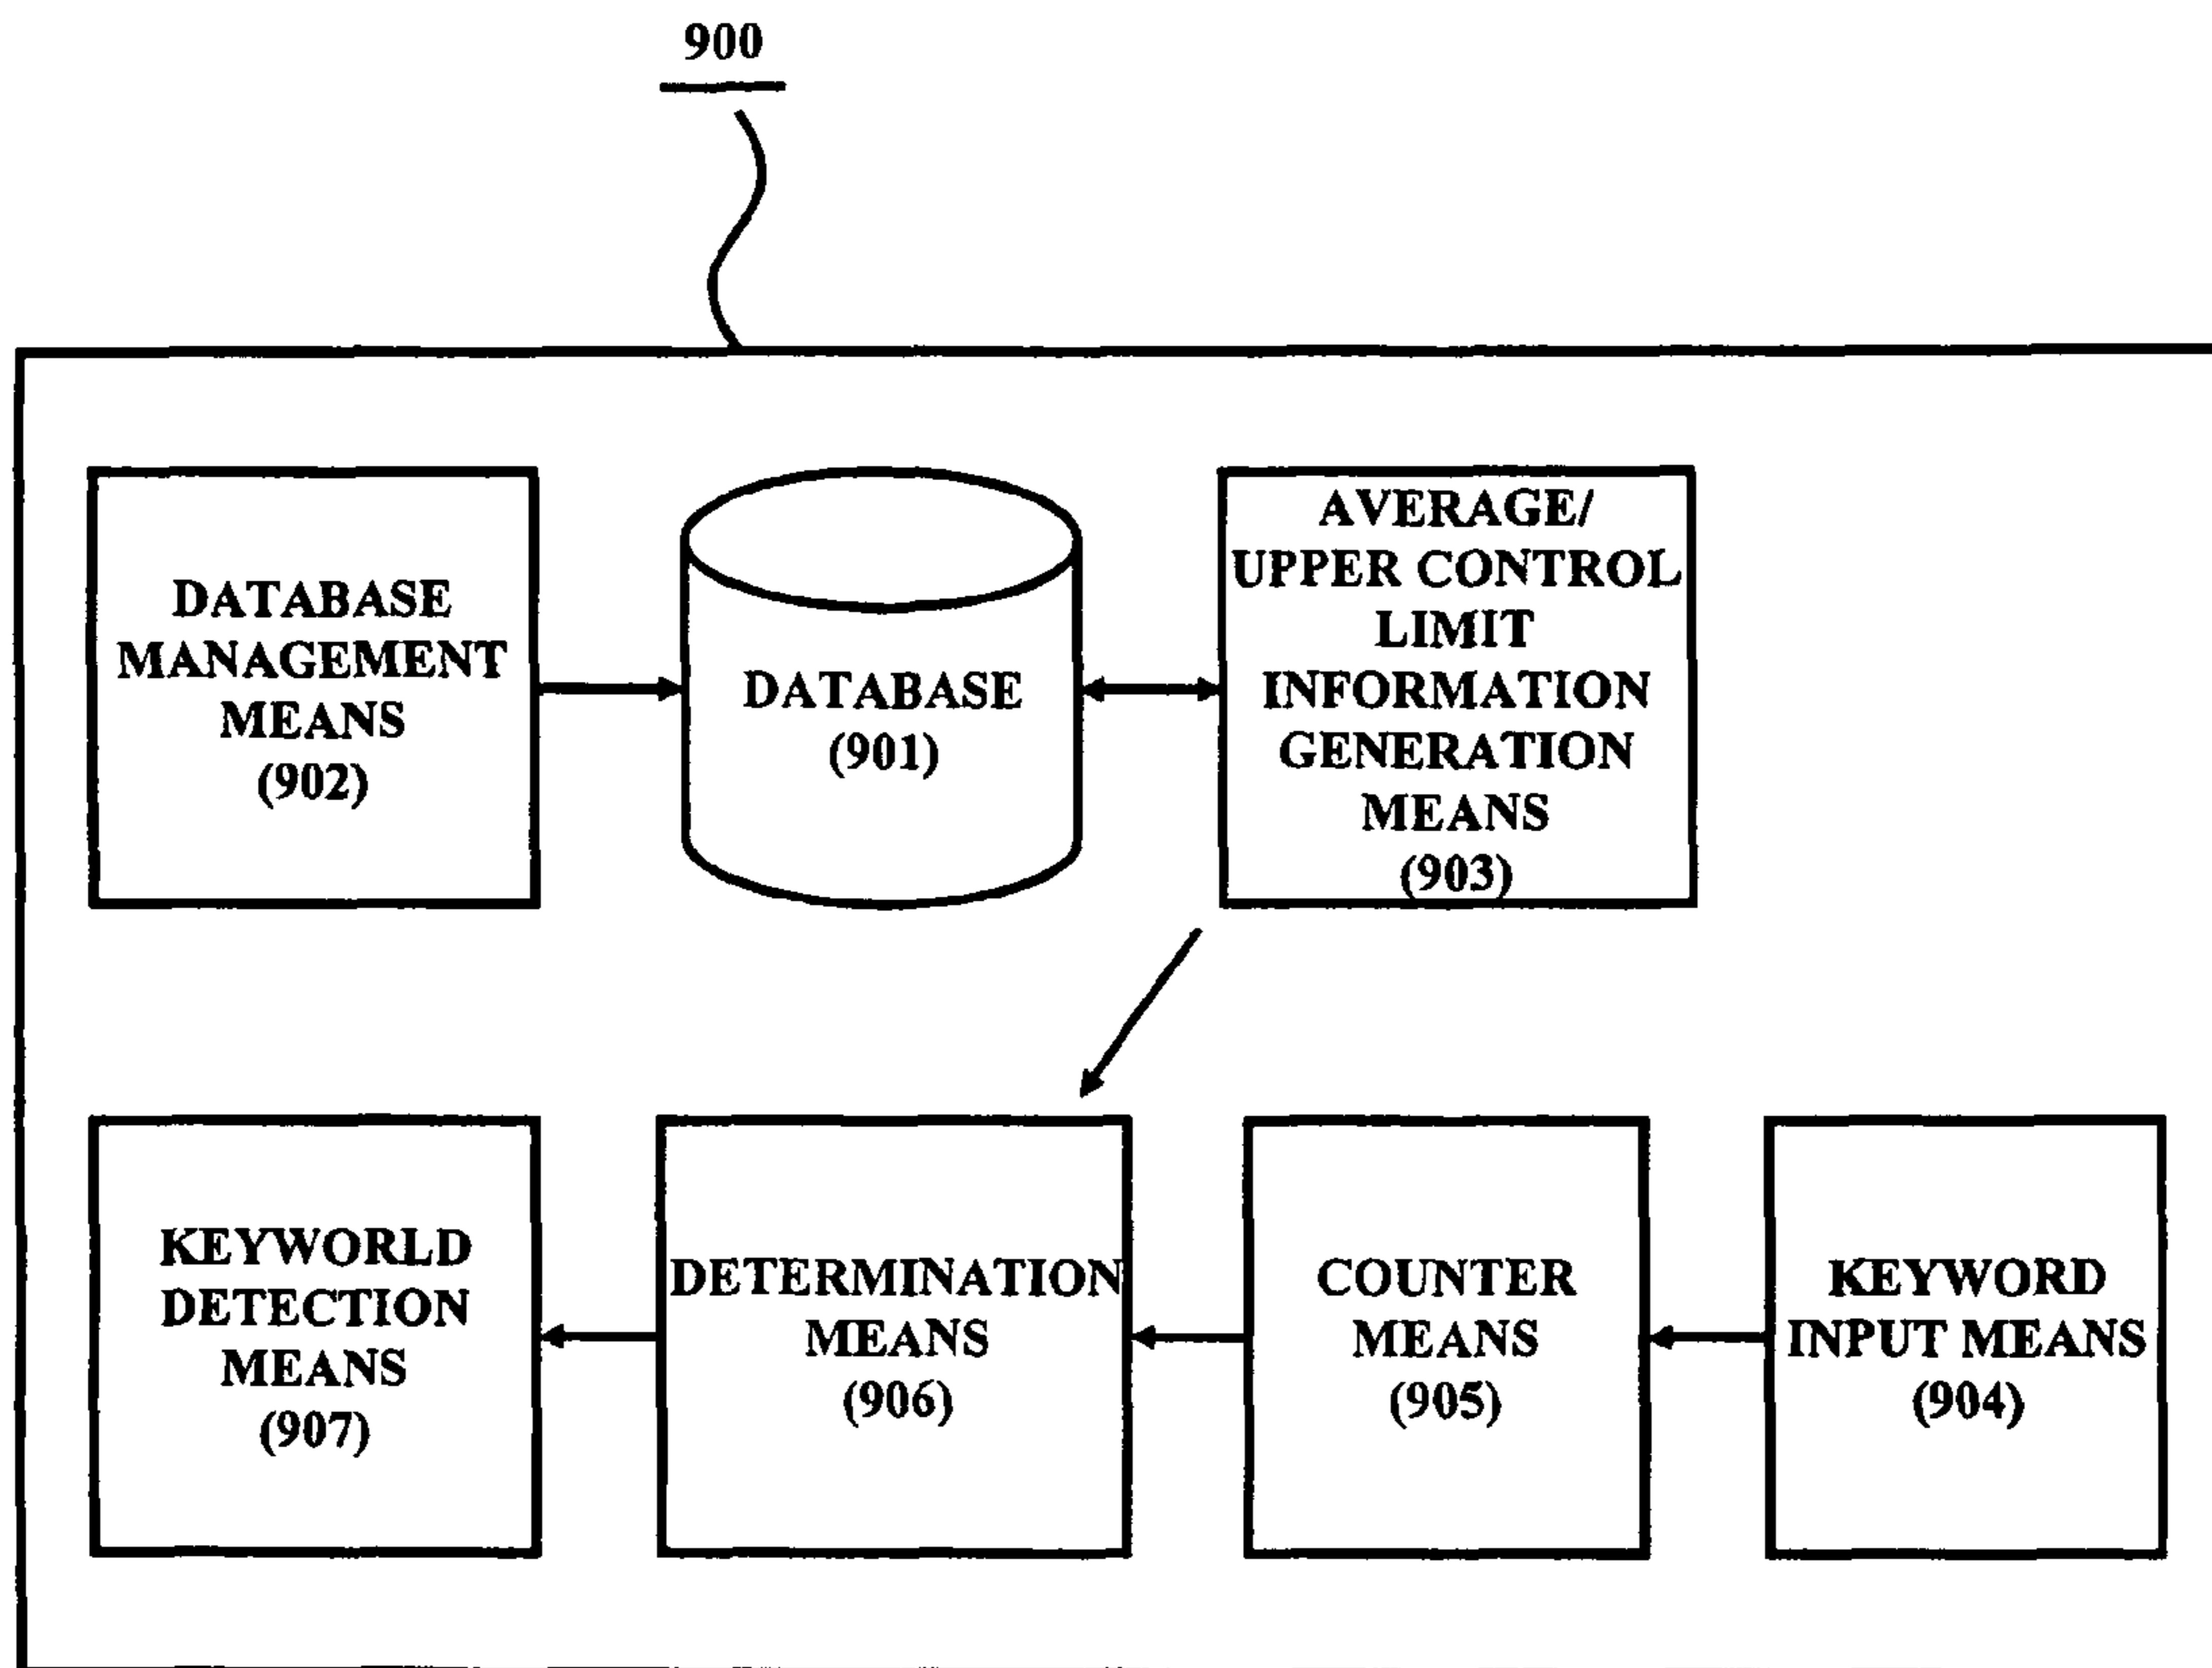 900
DATABASE
MANAGEMENT
MEANS
(902)
DATABASE
(901)
AVERAGE/
UPPER CONTROL
LIMIT
INFORMATION
GENERATION
MEANS
(903)
KEYWORLD
DETECTION
MEANS
(907)
DETERMINATION
MEANS
(906)
COUNTER
MEANS
(905)
KEYWORD
INPUT MEANS
(904)